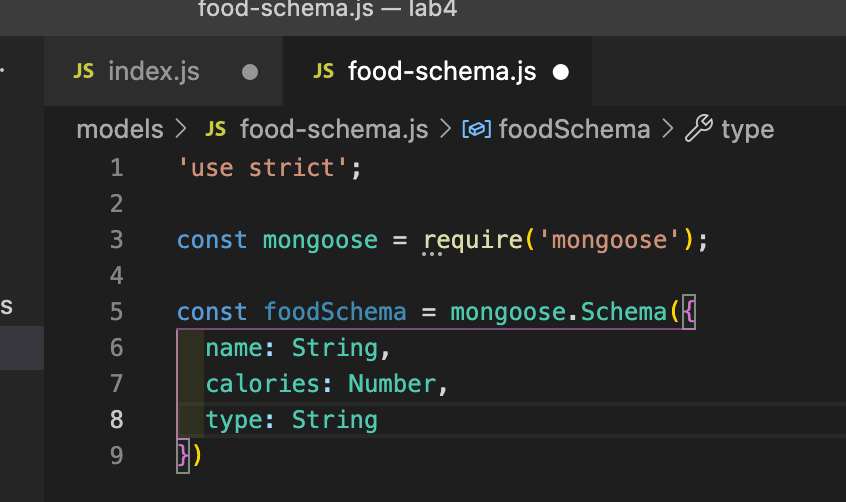 food-schema.js — lab4
JS index.js ● JS food-schema.js ●
models > JS food-schema.js > foodSchema > type
1 'use strict';
2
3 const mongoose = require('mongoose');
4
5 const foodSchema = mongoose.Schema({
6 name: String,
s
7 calories: Number,
8 type: String
9 })